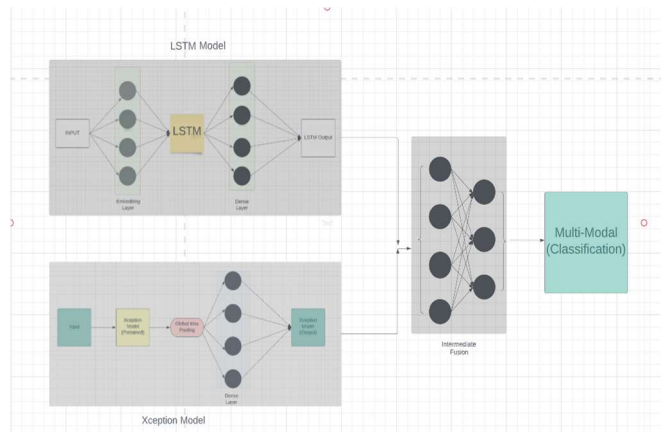 LSTM Model
INPUT
LSTM
LSTM Output
Embedding
Layer
Dense
Layer
Intermediate
Fusion
Multi-Modal
(Classification)
Input
Xception
Model
(Pretrained)
Global Max
Pooling
Xception
Model
(Output)
Dense
Layer
Xception Model